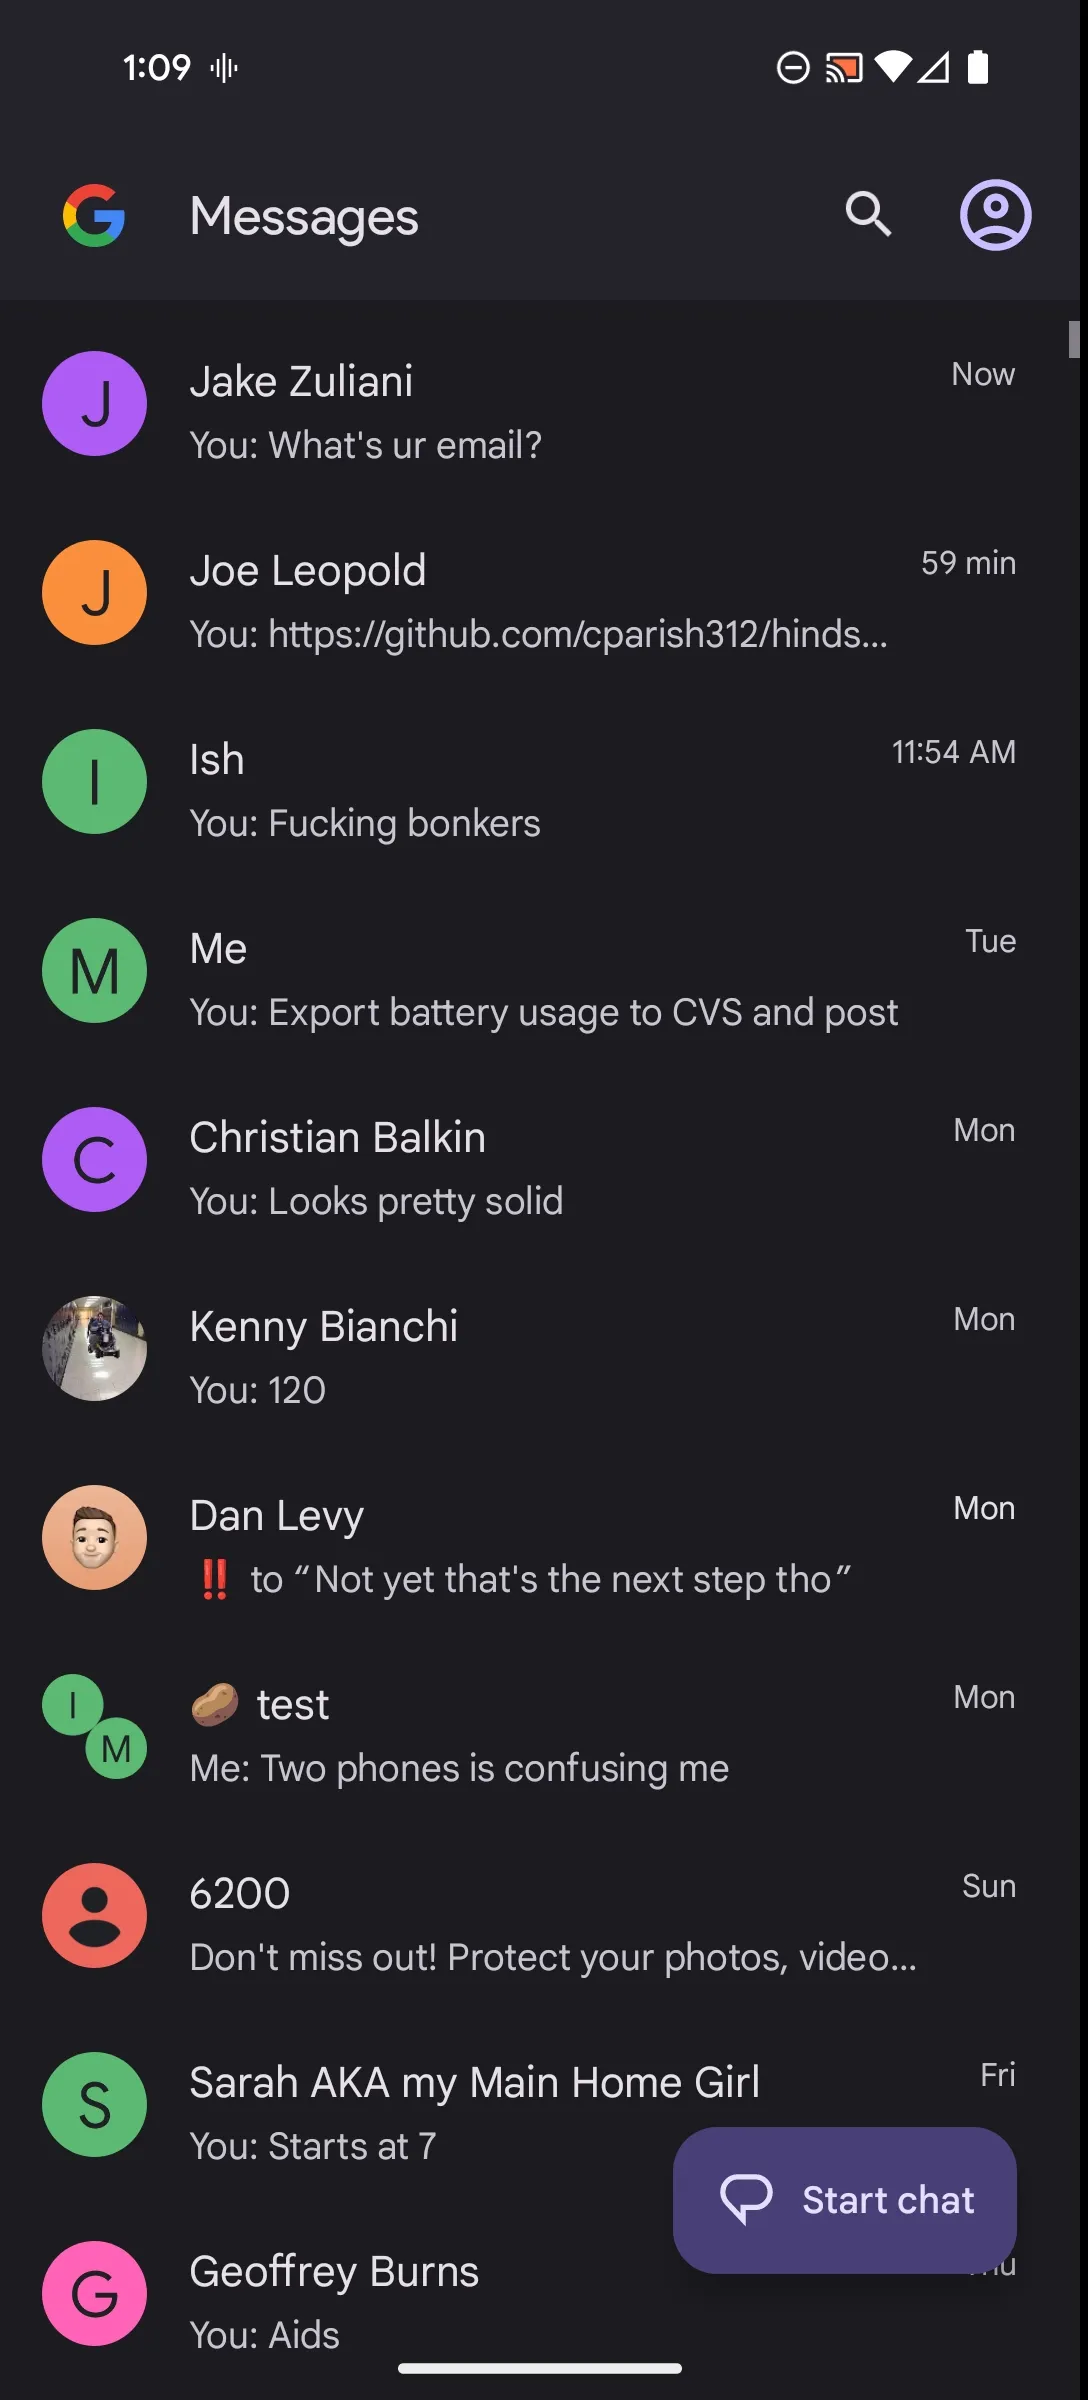 1:09
Messages
Jake Zuliani
Now
You: What's ur email?
Joe Leopold
59 min
You: https://github.com/cparish312/hinds...
Ish
11:54 AM
You: Fucking bonkers
Me
Tue
You: Export battery usage to CVS and post
Christian Balkin
Mon
You: Looks pretty solid
Kenny Bianchi
Mon
You: 120
Dan Levy
Mon
‼️ to “Not yet that's the next step tho”
🥔 test
Mon
Me: Two phones is confusing me
6200
Sun
Don't miss out! Protect your photos, video...
Sarah AKA my Main Home Girl
Fri
You: Starts at 7
Start chat
Geoffrey Burns
You: Aids